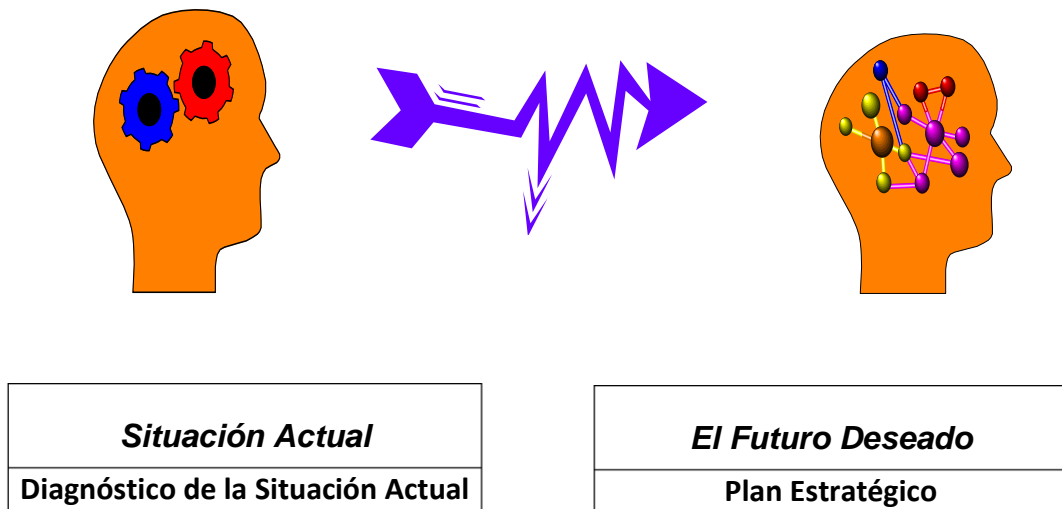 Situación Actual
Diagnóstico de la Situación Actual
El Futuro Deseado
Plan Estratégico